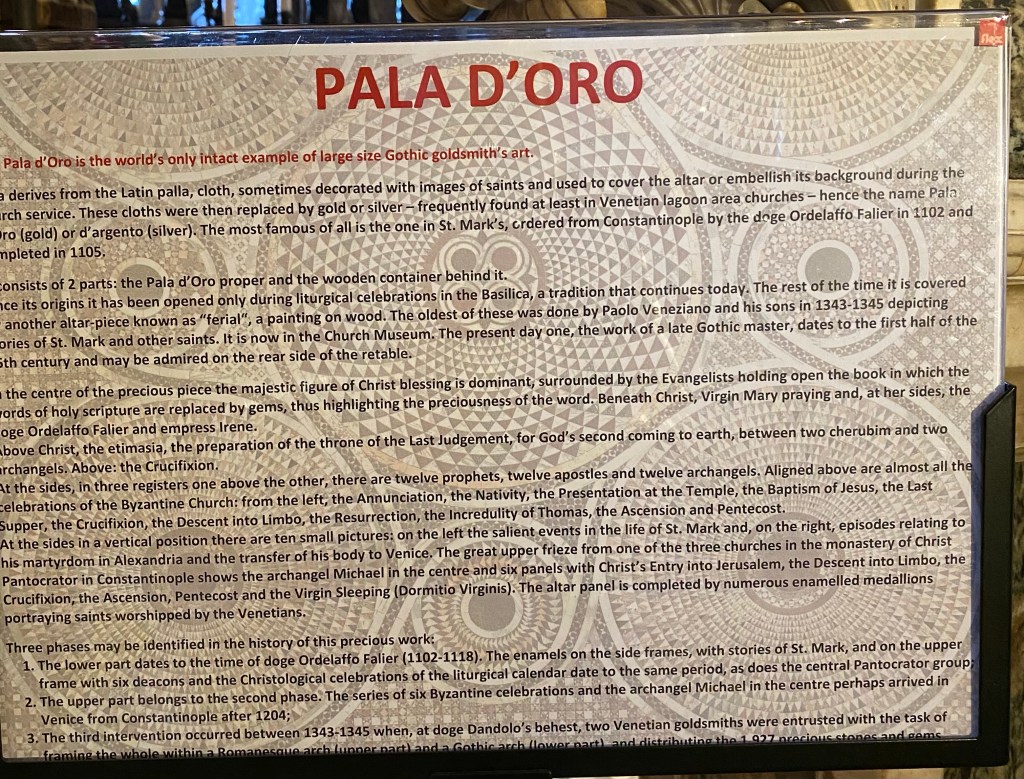 PALA D'ORO
Pala d'Oro is the world's only intact example of large size Gothic goldsmith's art.
derives from the Latin palla, cloth, sometimes decorated with images of saints and used to cover the altar or embellish its background during the
service. These cloths were then replaced by gold or silver – frequently found at least in Venetian lagoon area churches – hence the name Pala
(gold) or d'argento (silver). The most famous of all is the one in St. Mark's, ordered from Constantinople by the doge Ordelaffo Falier in 1102 and
in 1105.
consists of 2 parts: the Pala d'Oro proper and the wooden container behind it.
its origins it has been opened only during liturgical celebrations in the Basilica, a tradition that continues today. The rest of the time it is covered
another altar-piece known as "ferial", a painting on wood. The oldest of these was done by Paolo Veneziano and his sons in 1343-1345 depicting
of St. Mark and other saints. It is now in the Church Museum. The present day one, the work of a late Gothic master, dates to the first half of the
century and may be admired on the rear side of the retable.
the centre of the precious piece the majestic figure of Christ blessing is dominant, surrounded by the Evangelists holding open the book in which the
words of holy scripture are replaced by gems, thus highlighting the preciousness of the word. Beneath Christ, Virgin Mary praying and, at her sides, the
doge Ordelaffo Falier and empress Irene.
Above Christ, the etimasia, the preparation of the throne of the Last Judgement, for God's second coming to earth, between two cherubim and two
archangels. Above: the Crucifixion.
At the sides, in three registers one above the other, there are twelve prophets, twelve apostles and twelve archangels. Aligned above are almost all the
celebrations of the Byzantine Church: from the left, the Annunciation, the Nativity, the Presentation at the Temple, the Baptism of Jesus, the Last
Supper, the Crucifixion, the Descent into Limbo, the Resurrection, the Incredulity of Thomas, the Ascension and Pentecost.
At the sides in a vertical position there are ten small pictures: on the left the salient events in the life of St. Mark and, on the right, episodes relating to
his martyrdom in Alexandria and the transfer of his body to Venice. The great upper frieze from one of the three churches in the monastery of Christ
Pantocrator in Constantinople shows the archangel Michael in the centre and six panels with Christ's Entry into Jerusalem, the Descent into Limbo, the
Crucifixion, the Ascension, Pentecost and the Virgin Sleeping (Dormitio Virginis). The altar panel is completed by numerous enamelled medallions
portraying saints worshipped by the Venetians.
Three phases may be identified in the history of this precious work:
1. The lower part dates to the time of doge Ordelaffo Falier (1102-1118). The enamels on the side frames, with stories of St. Mark, and on the upper
frame with six deacons and the Christological celebrations of the liturgical calendar date to the same period, as does the central Pantocrator group;
2. The upper part belongs to the second phase. The series of six Byzantine celebrations and the archangel Michael in the centre perhaps arrived in
Venice from Constantinople after 1204;
3. The third intervention occurred between 1343-1345 when, at doge Dandolo's behest, two Venetian goldsmiths were entrusted with the task of
framing the whole within a Romanesque arch (upper part) and a Gothic arch (lower part), and distributing the 1,927 precious stones and gems